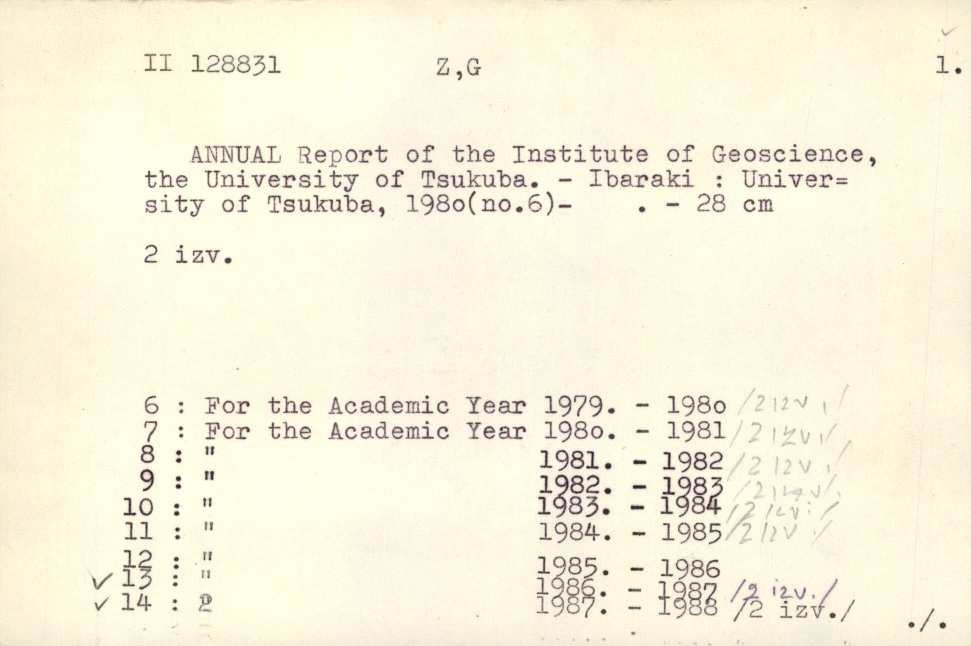 II 128831 Z,G 1.
ANNUAL Report of the Institute of Geoscience,
the University of Tsukuba. - Ibaraki : Univer=
sity of Tsukuba, 198o(no.6)- . - 28 cm
2 izv.
6 : For the Academic Year 1979. - 198o /2 izv./
7 : For the Academic Year 198o. - 1981 /2 izv./
8 : " 1981. - 1982 /2 izv./
9 : " 1982. - 1983 /2 izv./
10 : " 1983. - 1984 /2 izv./
11 : " 1984. - 1985 /2 izv./
12 : " 1985. - 1986
✓ 13 : " 1986. - 1987 /2 izv./
✓ 14 : 1987. - 1988 /2 izv./
./.